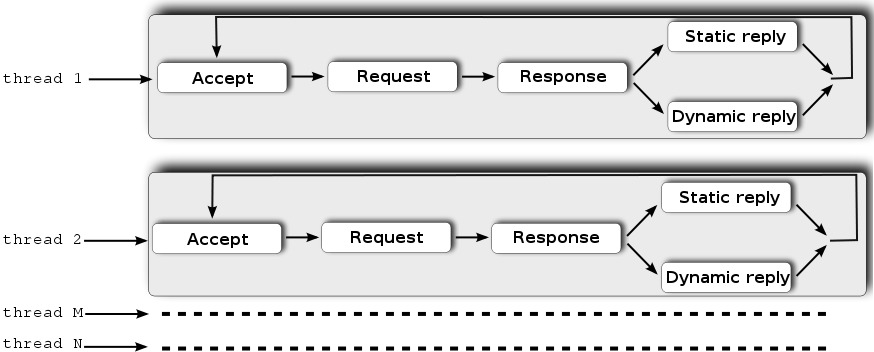 Static reply
thread 1
Accept
Request
Response
Dynamic reply
Static reply
thread 2
Accept
Request
Response
Dynamic reply
thread M
thread N